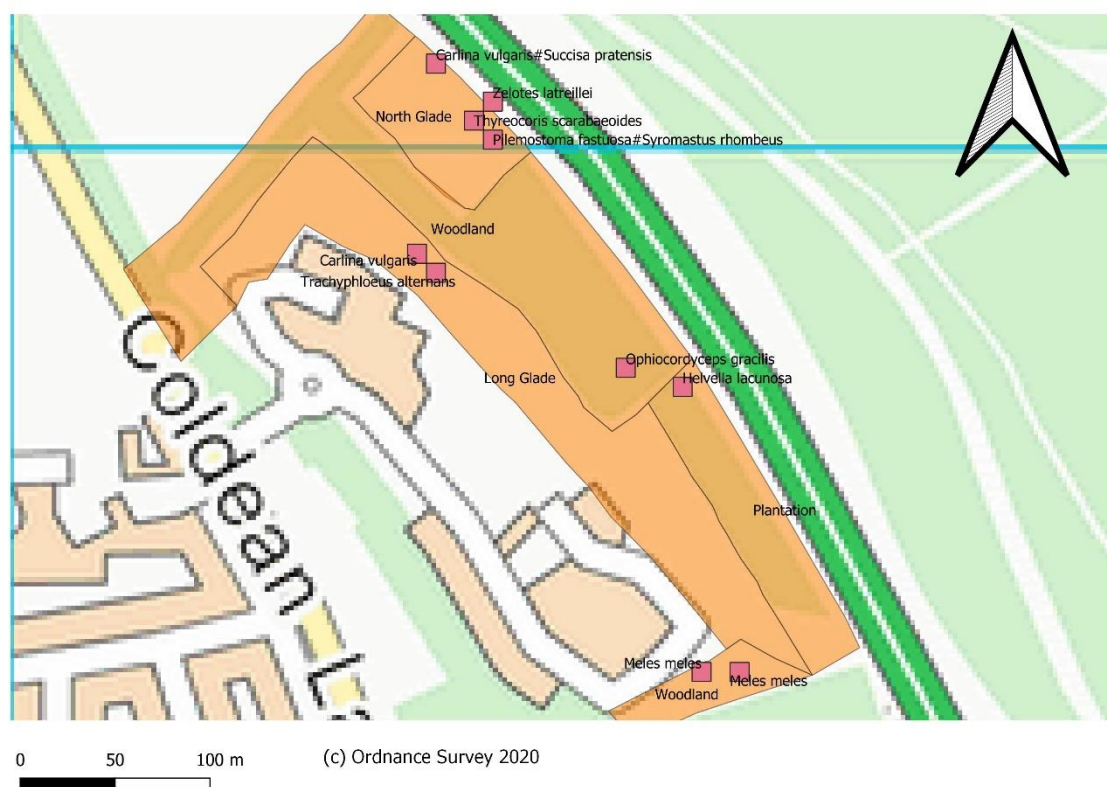 Carlina vulgaris#Succisa pratensis
Zelotes latreillei
North Glade
Thyreocoris scarabaeoides
Pilemostoma fastuosa#Syromastus rhombeus
Woodland
Carlina vulgaris
Trachyphloeus alternans
Ophiocordyceps gracilis
Long Glade
Helvella lacunosa
Coldean La
Plantation
Meles meles
Meles meles
Woodland
0 50 100 m
(c) Ordnance Survey 2020